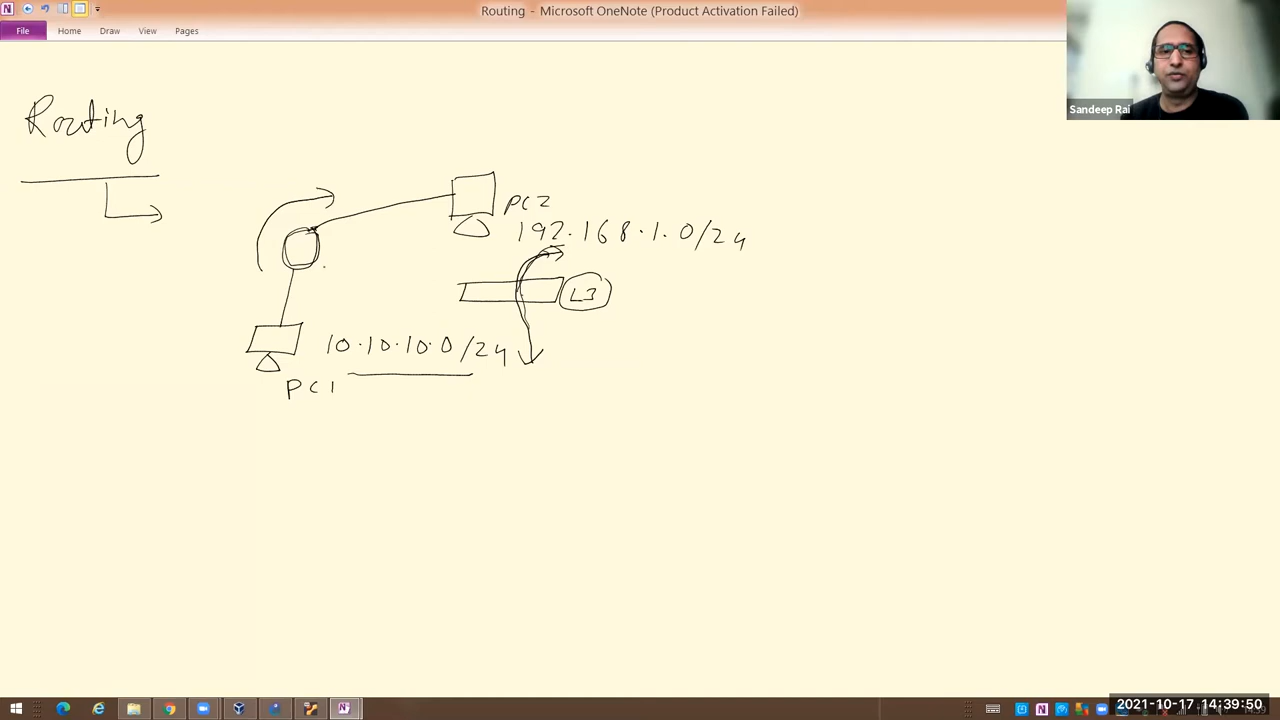 Routing - Microsoft OneNote (Product Activation Failed)
File Home Draw View Pages
Sandeep Rai
Routing
PC2
192.168.1.0/24
L3
10.10.10.0/24
PC1
2021-10-17 14:39:50